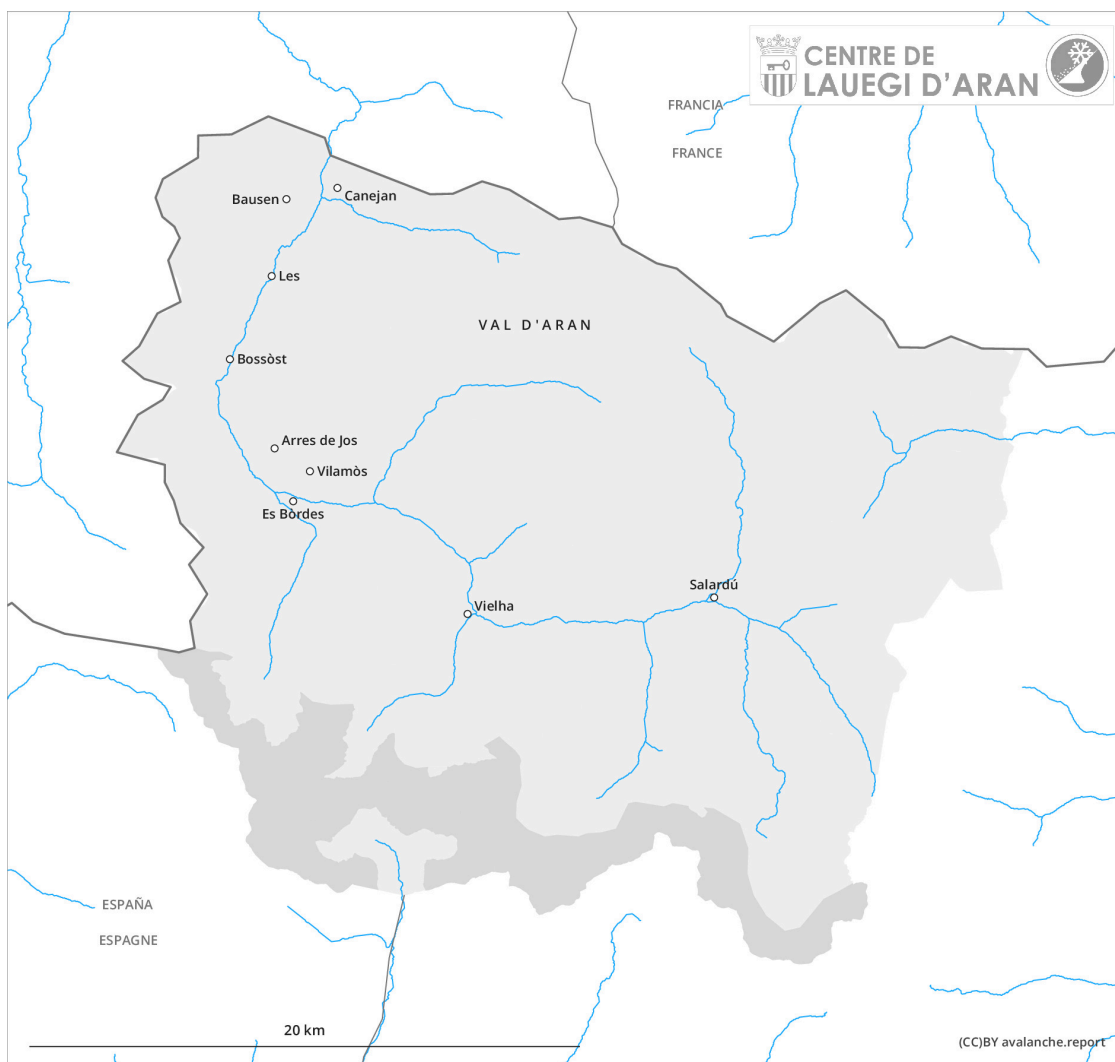 CENTRE DE
LAUEGI D'ARAN
FRANCIA
FRANCE
Bausen
Canejan
Les
VAL D'ARAN
Bossòst
Arres de Jos
Vilamòs
Es Bòrdes
Salardú
Vielha
ESPAÑA
ESPAGNE
20 km
(CC)BY avalanche.report